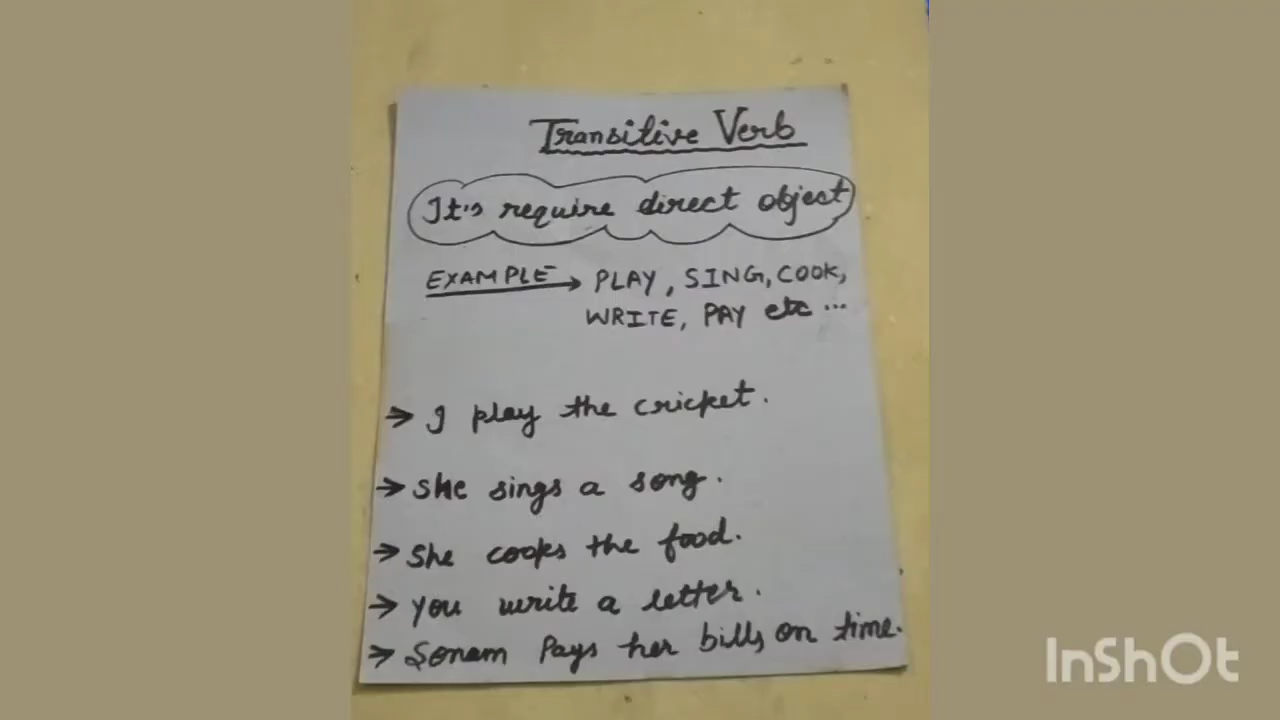 Transitive Verb
It's require direct object
EXAMPLE → PLAY, SING, COOK,
WRITE, PAY etc ...
→ I play the cricket.
→ She sings a song.
→ She cooks the food.
→ You write a letter.
→ Sonam Pays her bills on time.
InShOt